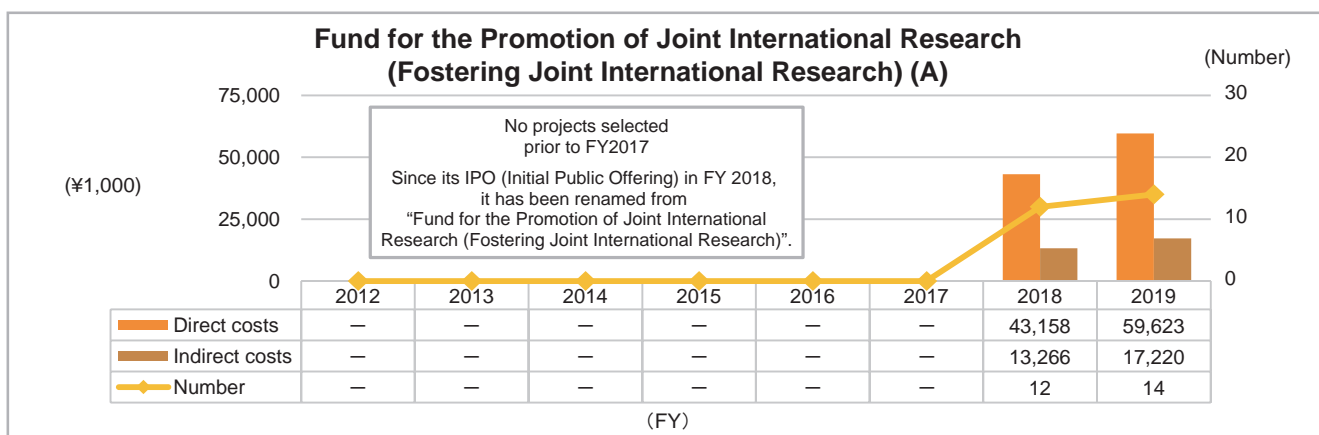 Fund for the Promotion of Joint International Research
(Fostering Joint International Research) (A)
(Number)
(¥1,000)
75,000
50,000
25,000
0
30
20
10
0
No projects selected
prior to FY2017
Since its IPO (Initial Public Offering) in FY 2018,
it has been renamed from
“Fund for the Promotion of Joint International
Research (Fostering Joint International Research)”.
2012 2013 2014 2015 2016 2017 2018 2019
Direct costs — — — — — — 43,158 59,623
Indirect costs — — — — — — 13,266 17,220
Number — — — — — — 12 14
(FY)